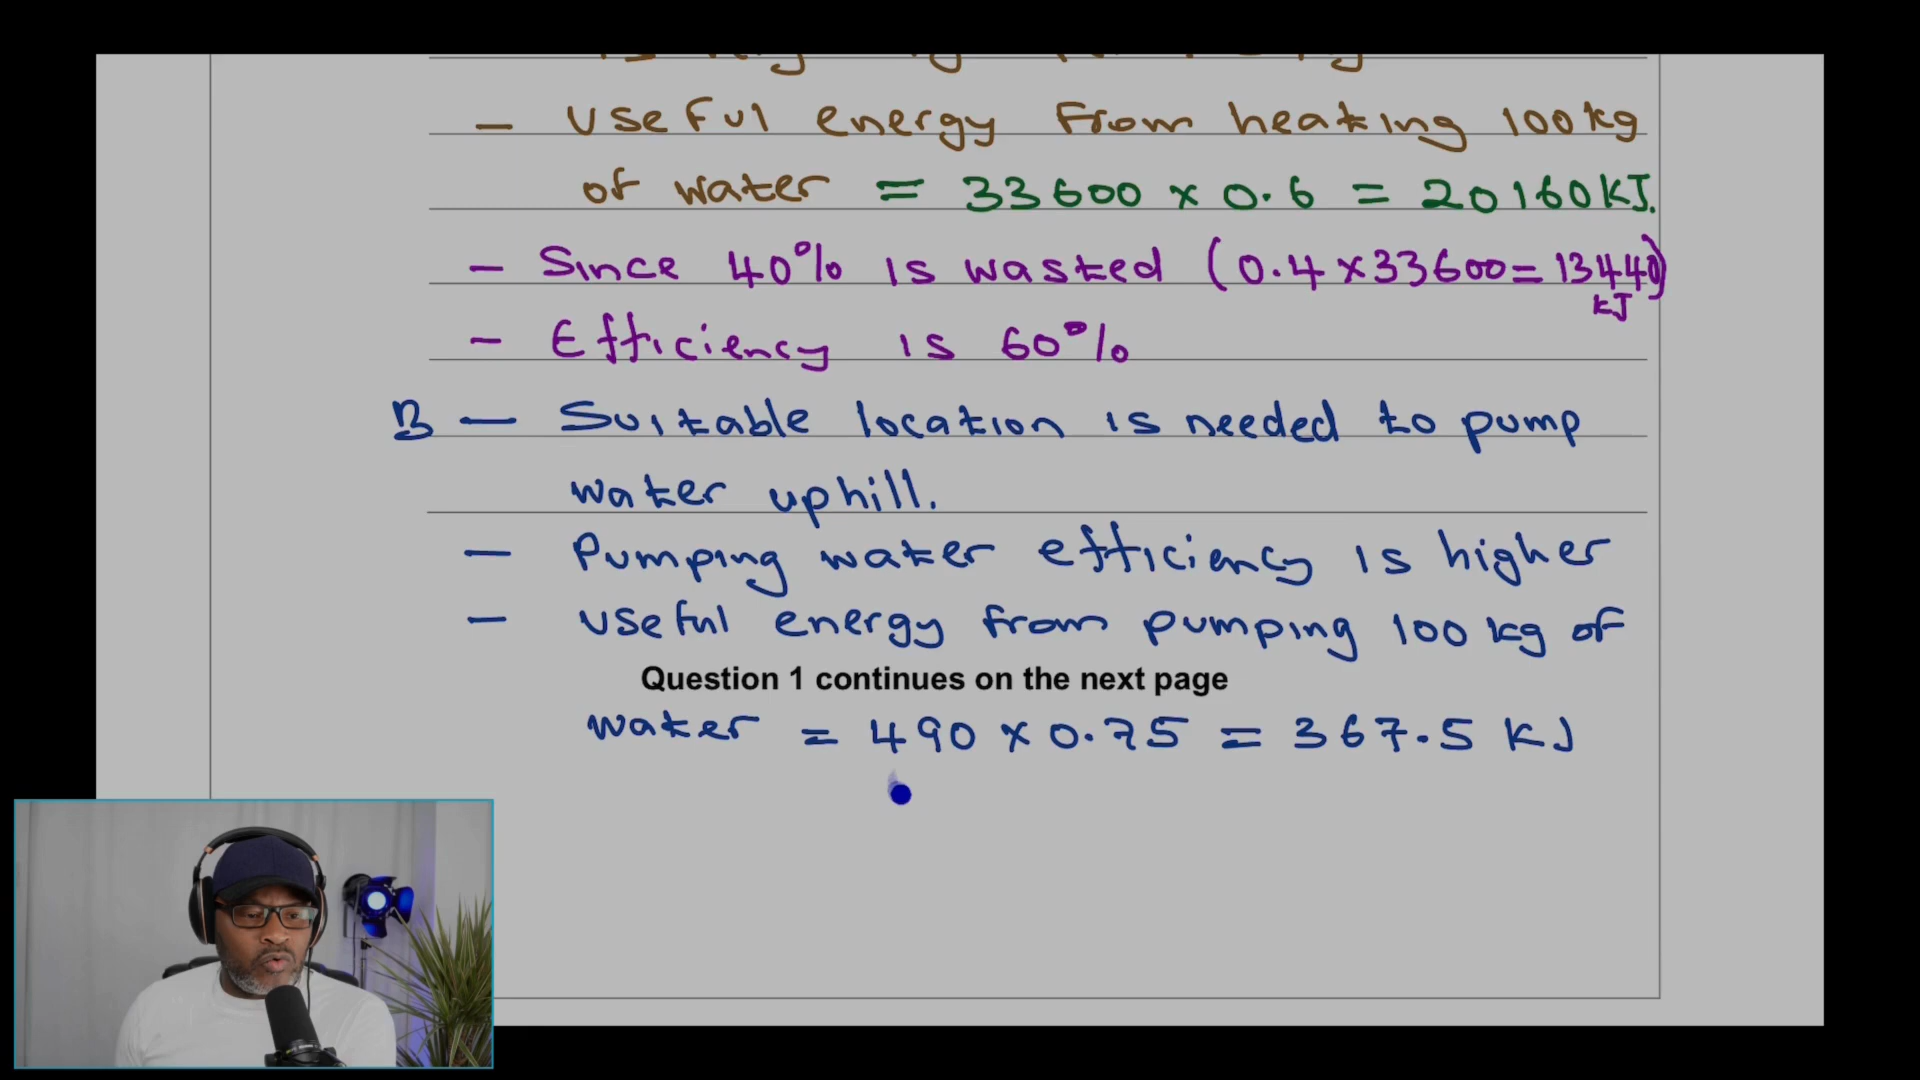 - Useful energy from heating 100kg
of water = 33600 x 0.6 = 20160KJ.
- Since 40% is wasted (0.4 x 33600 = 13440)
kJ
- Efficiency is 60%
B - Suitable location is needed to pump
water uphill.
- Pumping water efficiency is higher
- Useful energy from pumping 100 kg of
Question 1 continues on the next page
water = 490 x 0.75 = 367.5 KJ